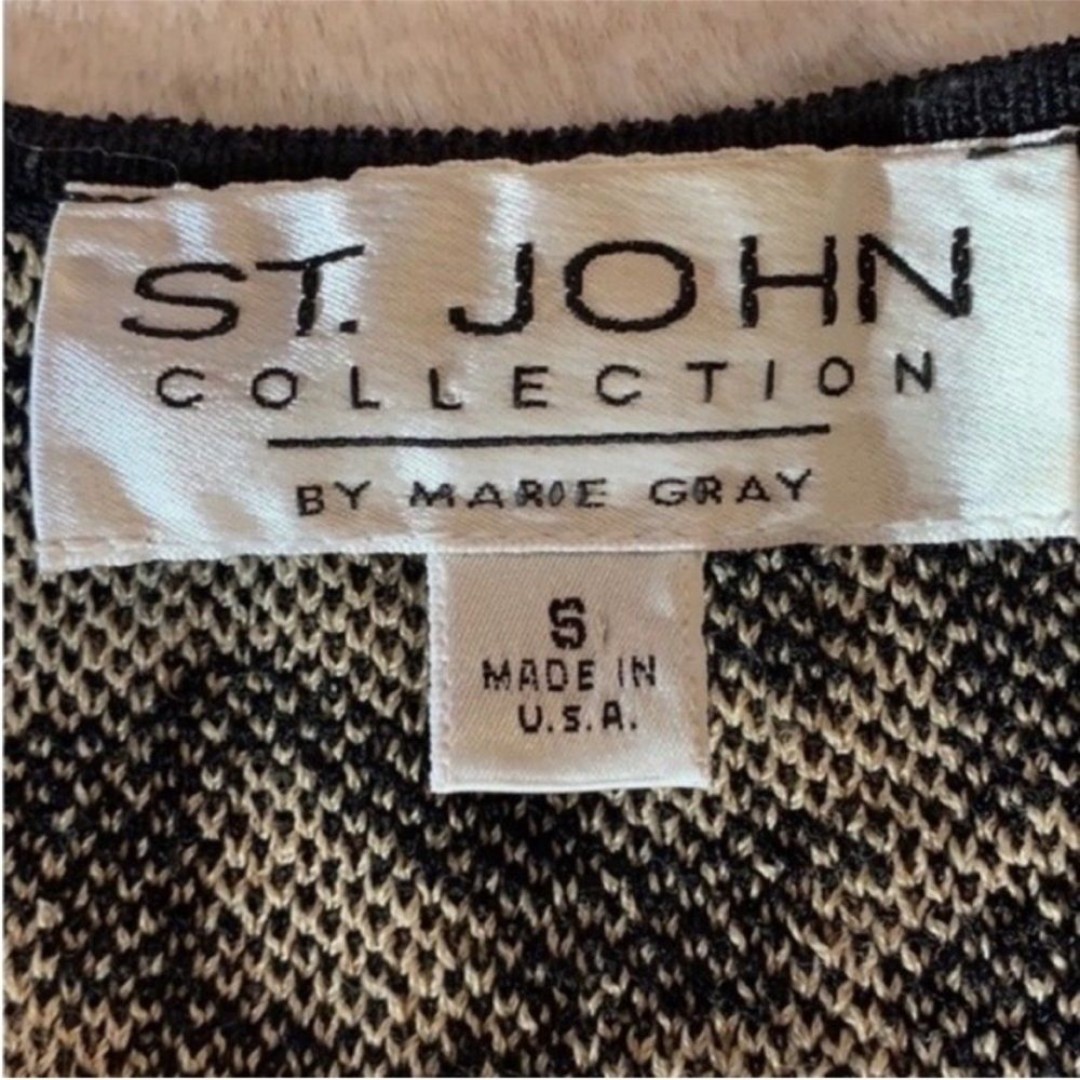 ST. JOHN
COLLECTION
BY MARIE GRAY
S
MADE IN
U.S.A.